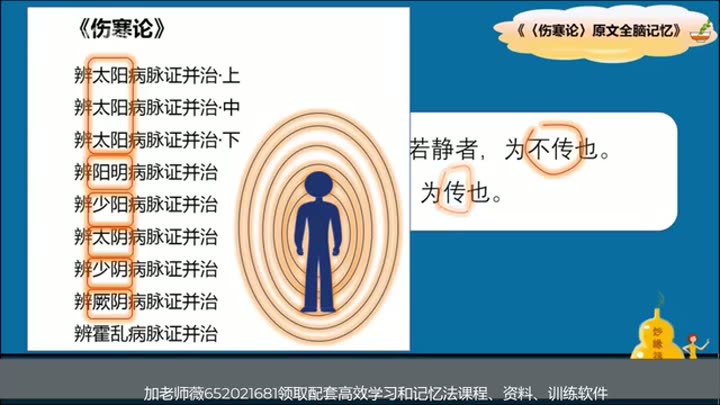 《伤寒论》
辨太阳病脉证并治·上
辨太阳病脉证并治·中
辨太阳病脉证并治·下
辨阳明病脉证并治
辨少阳病脉证并治
辨太阴病脉证并治
辨少阴病脉证并治
辨厥阴病脉证并治
辨霍乱病脉证并治
《〈伤寒论〉原文全脑记忆》
若静者，为不传也。
为传也。
加老师薇652021681领取配套高效学习和记忆法课程、资料、训练软件